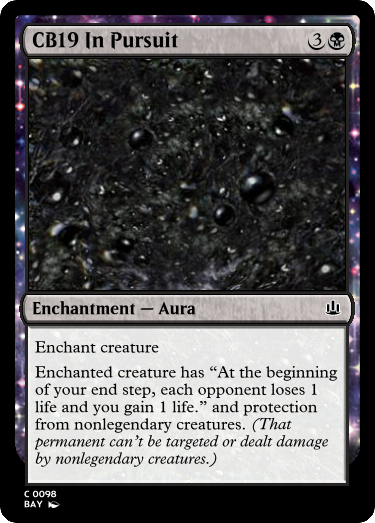 CB19 In Pursuit 3
Enchantment — Aura
Enchant creature
Enchanted creature has “At the beginning
of your end step, each opponent loses 1
life and you gain 1 life.” and protection
from nonlegendary creatures. (That
permanent can’t be targeted or dealt damage
by nonlegendary creatures.)
C 0098
BAY